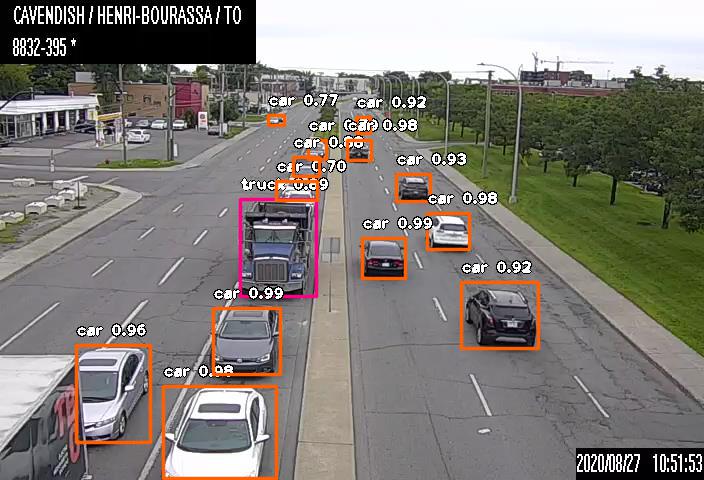 CAVENDISH / HENRI-BOURASSA / TO
8832-395 *
car 0.77
car 0.92
car 0.98
car 0.70
car 0.93
truck 0.89
car 0.98
car 0.99
car 0.92
car 0.99
car 0.96
car 0.98
2020/08/27 10:51:53